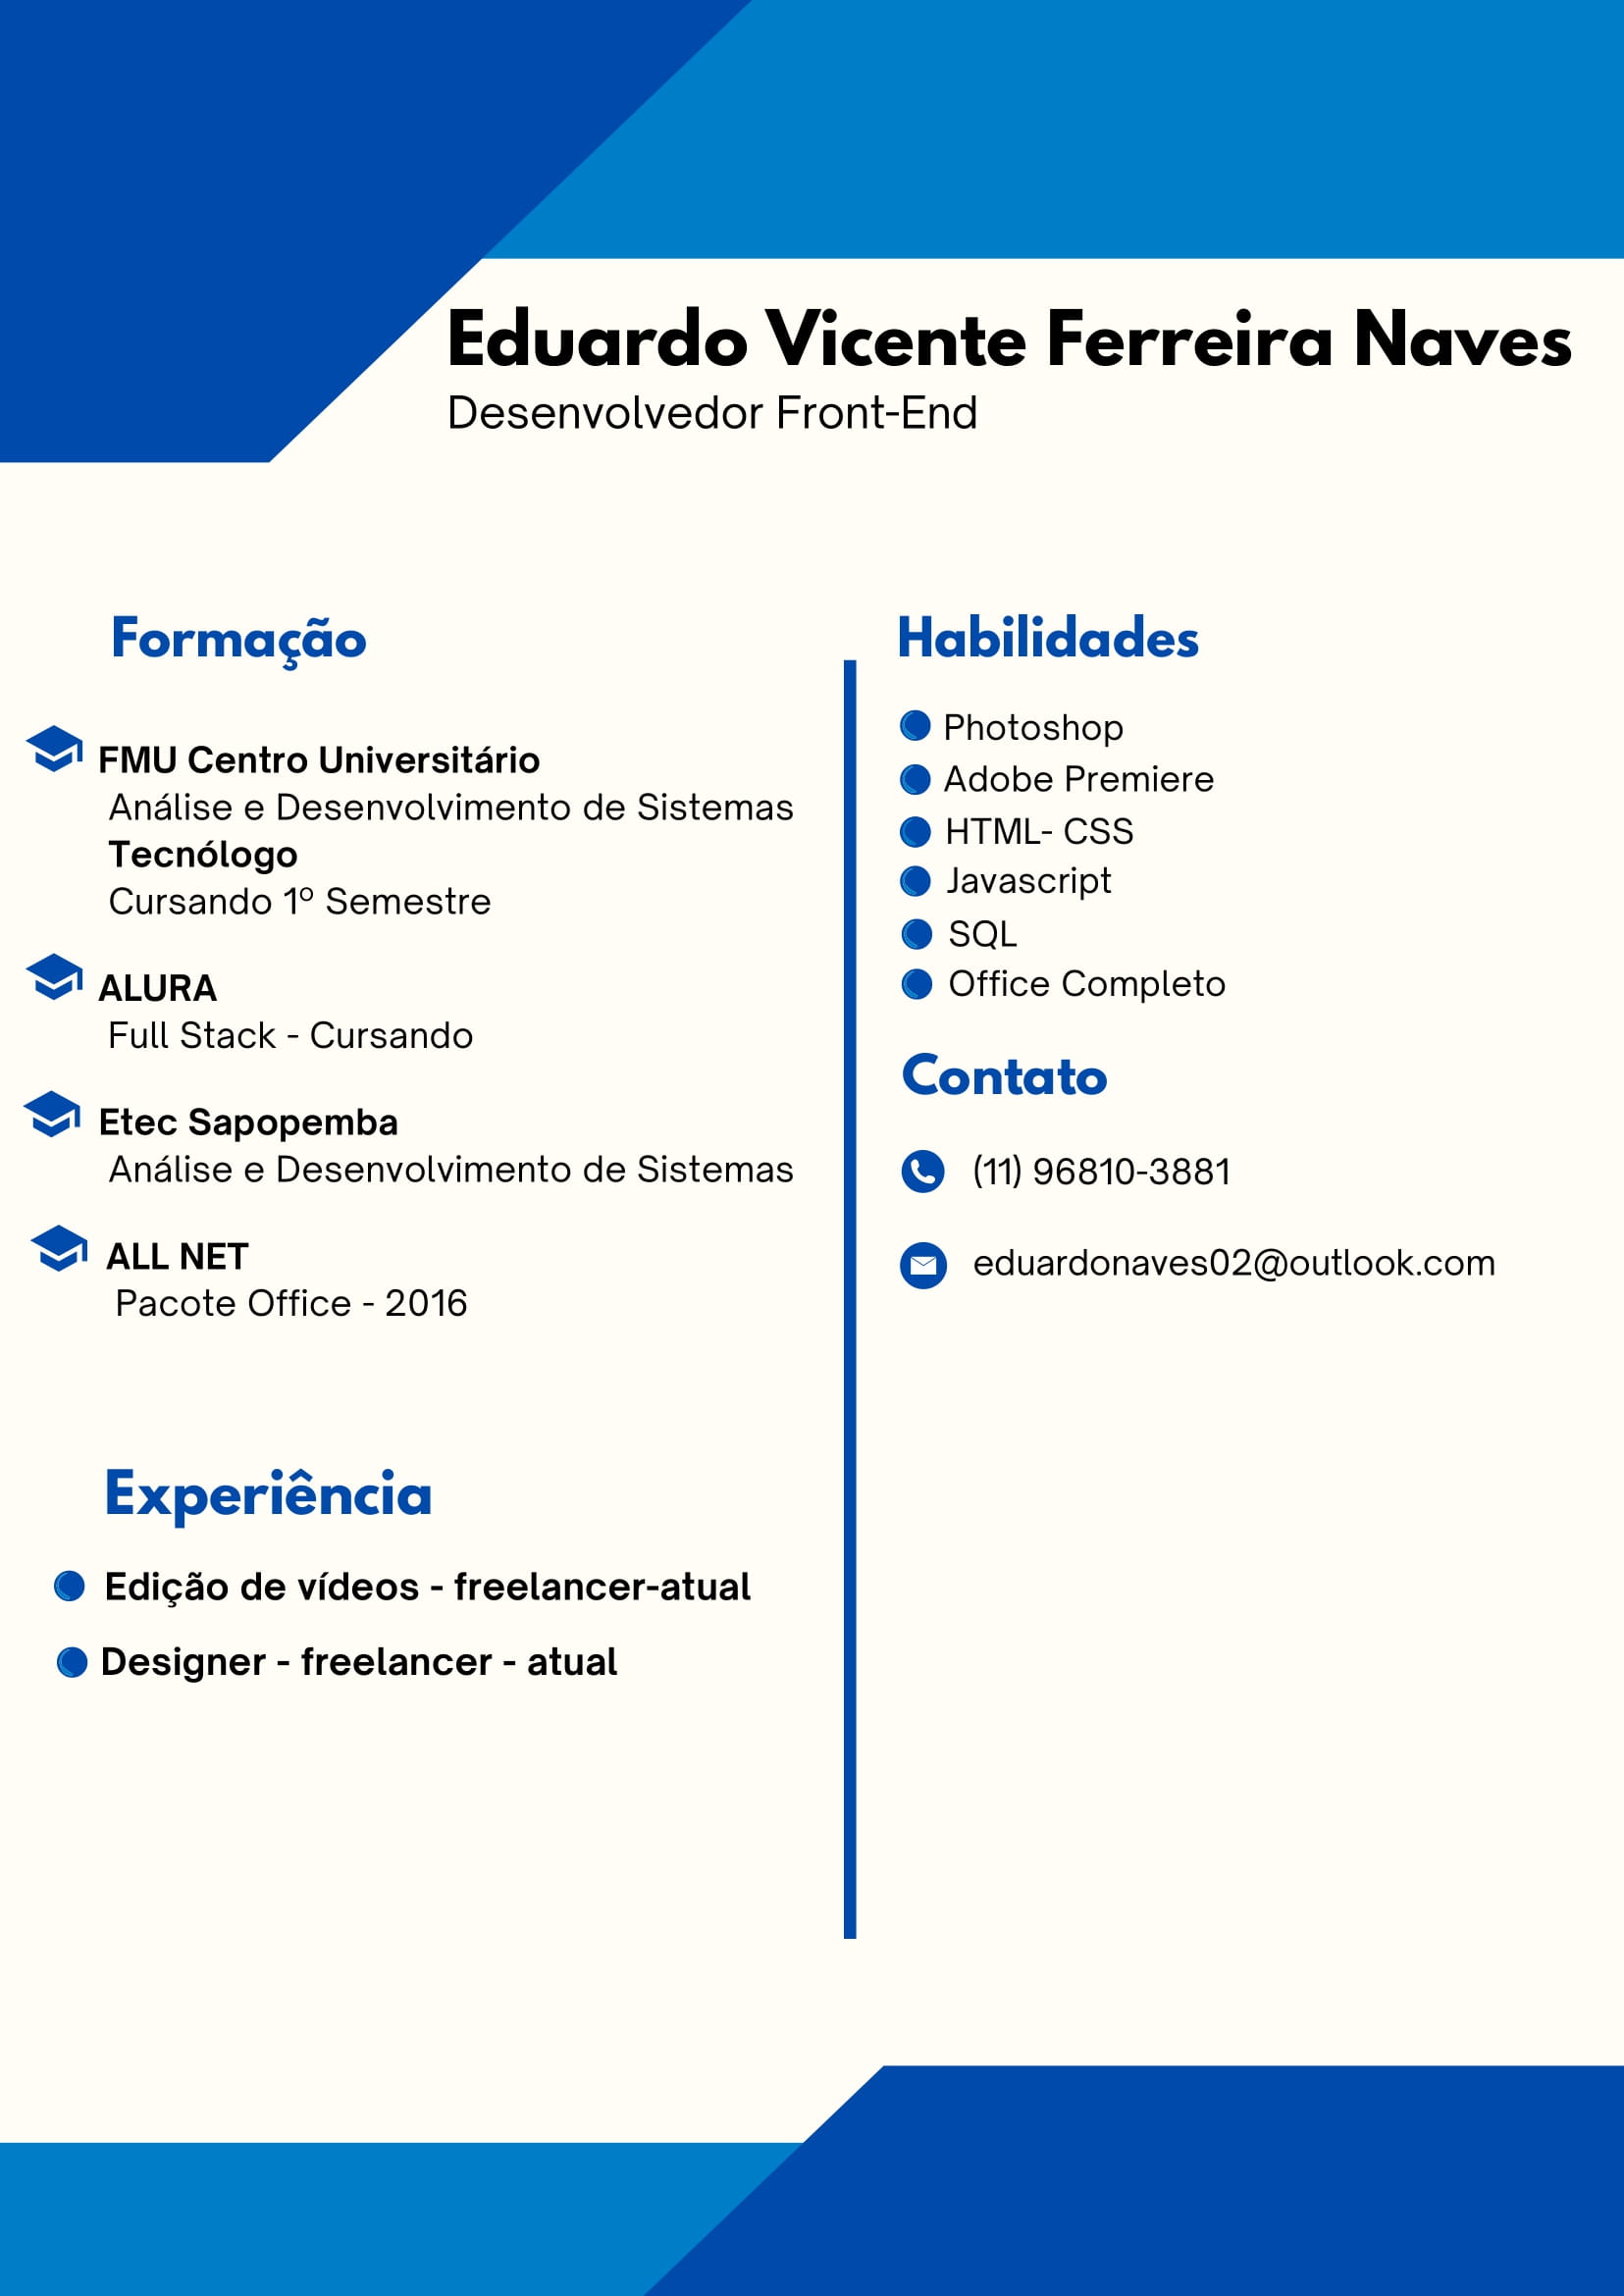 Eduardo Vicente Ferreira Naves
Desenvolvedor Front-End
Formação
FMU Centro Universitário
Análise e Desenvolvimento de Sistemas
Tecnólogo
Cursando 1º Semestre
ALURA
Full Stack - Cursando
Etec Sapopemba
Análise e Desenvolvimento de Sistemas
ALL NET
Pacote Office - 2016
Experiência
Edição de vídeos - freelancer-atual
Designer - freelancer - atual
Habilidades
Photoshop
Adobe Premiere
HTML- CSS
Javascript
SQL
Office Completo
Contato
(11) 96810-3881
eduardonaves02@outlook.com